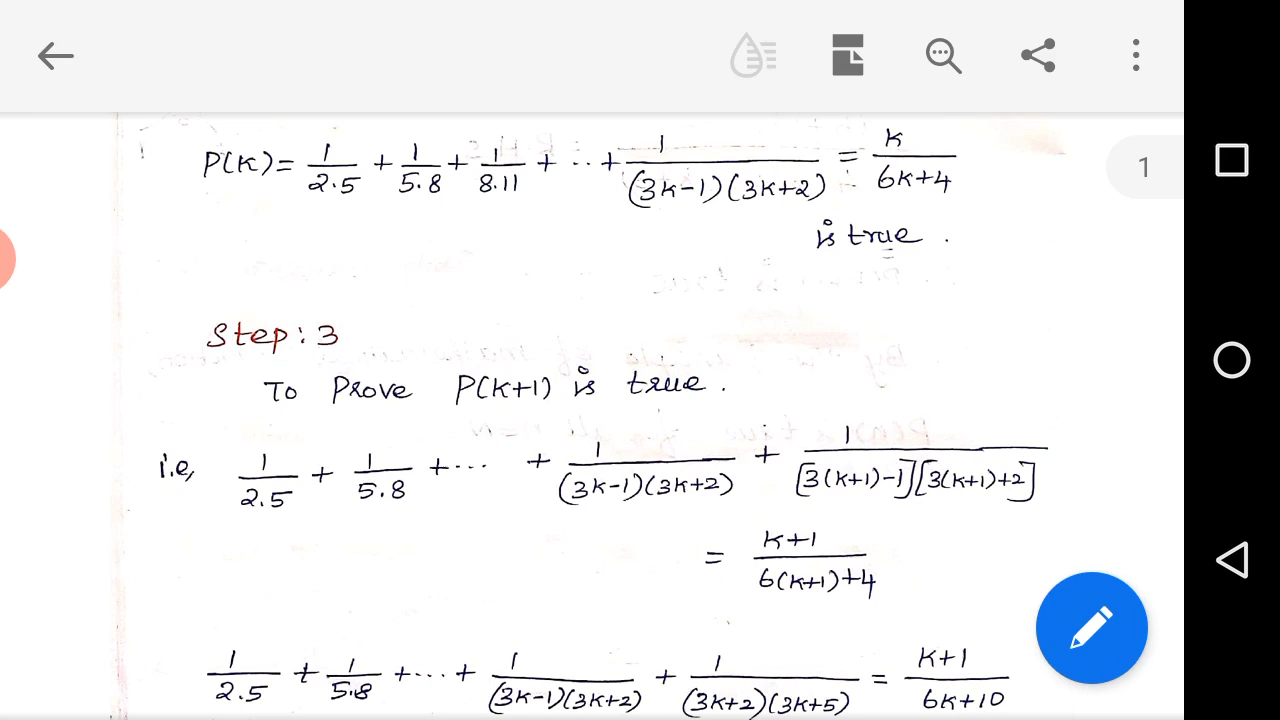 P(K) = 1/2.5 + 1/5.8 + 1/8.11 + ... + 1/(3K-1)(3K+2) = K/6K+4
is true.
1
Step: 3
To Prove P(K+1) is true.
i.e, 1/2.5 + 1/5.8 + ... + 1/(3K-1)(3K+2) + 1/[3(K+1)-1][3(K+1)+2]
= K+1/6(K+1)+4
1/2.5 + 1/5.8 + ... + 1/(3K-1)(3K+2) + 1/(3K+2)(3K+5) = K+1/6K+10